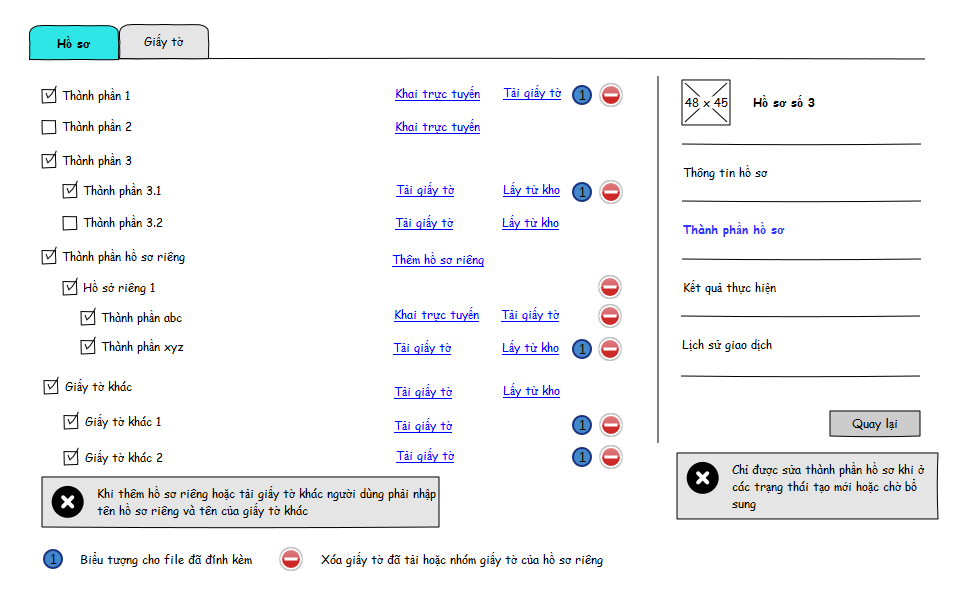 Hồ sơ
Giấy tờ
Thành phần 1 Khai trực tuyến Tải giấy tờ 1
Thành phần 2 Khai trực tuyến
Thành phần 3
Thành phần 3.1 Tải giấy tờ Lấy từ kho 1
Thành phần 3.2 Tải giấy tờ Lấy từ kho
Thành phần hồ sơ riêng Thêm hồ sơ riêng
Hồ sở riêng 1
Thành phần abc Khai trực tuyến Tải giấy tờ
Thành phần xyz Tải giấy tờ Lấy từ kho 1
Giấy tờ khác Tải giấy tờ Lấy từ kho
Giấy tờ khác 1 Tải giấy tờ 1
Giấy tờ khác 2 Tải giấy tờ 1
Khi thêm hồ sơ riêng hoặc tải giấy tờ khác người dùng phải nhập
tên hồ sơ riêng và tên của giấy tờ khác
48 x 45
Hồ sơ số 3
Thông tin hồ sơ
Thành phần hồ sơ
Kết quả thực hiện
Lịch sử giao dịch
Quay lại
Chỉ được sửa thành phần hồ sơ khi ở
các trạng thái tạo mới hoặc chờ bổ
sung
1 Biểu tượng cho file đã đính kèm
Xóa giấy tờ đã tải hoặc nhóm giấy tờ của hồ sơ riêng